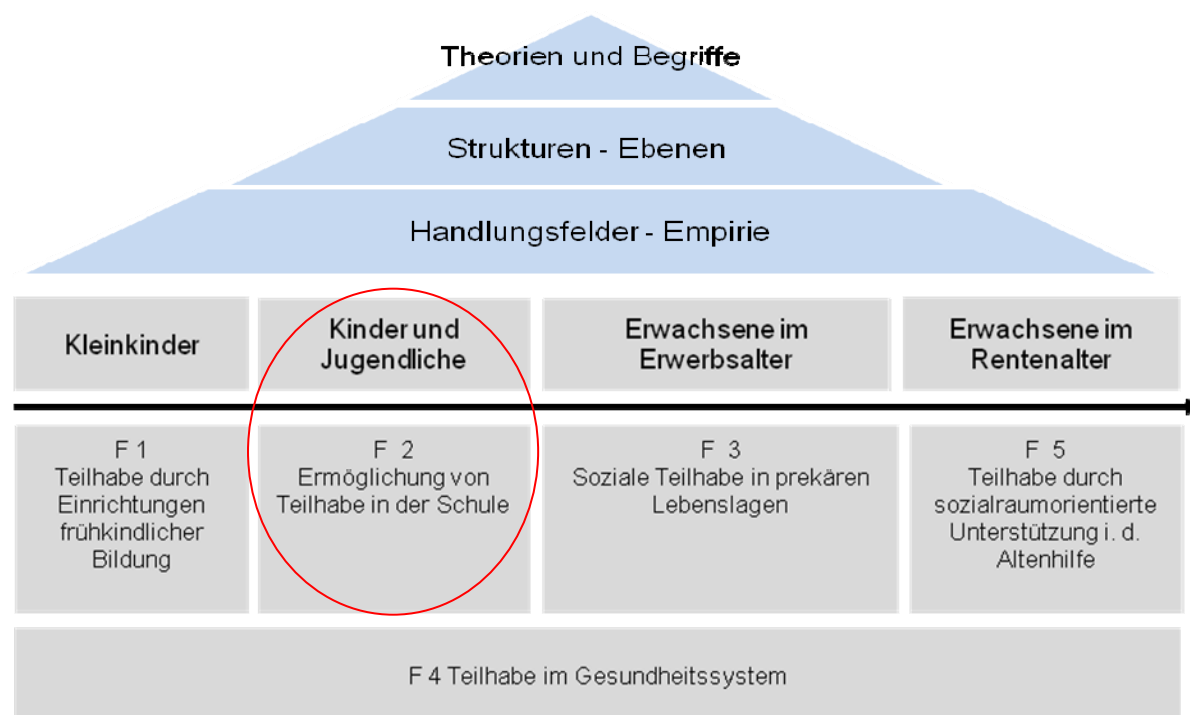 Theorien und Begriffe
Strukturen - Ebenen
Handlungsfelder - Empirie
Kleinkinder
Kinder und
Jugendliche
Erwachsene im
Erwerbsalter
Erwachsene im
Rentenalter
F 1
Teilhabe durch
Einrichtungen
frühkindlicher
Bildung
F 2
Ermöglichung von
Teilhabe in der Schule
F 3
Soziale Teilhabe in prekären
Lebenslagen
F 5
Teilhabe durch
sozialraumorientierte
Unterstützung i. d.
Altenhilfe
F 4 Teilhabe im Gesundheitssystem